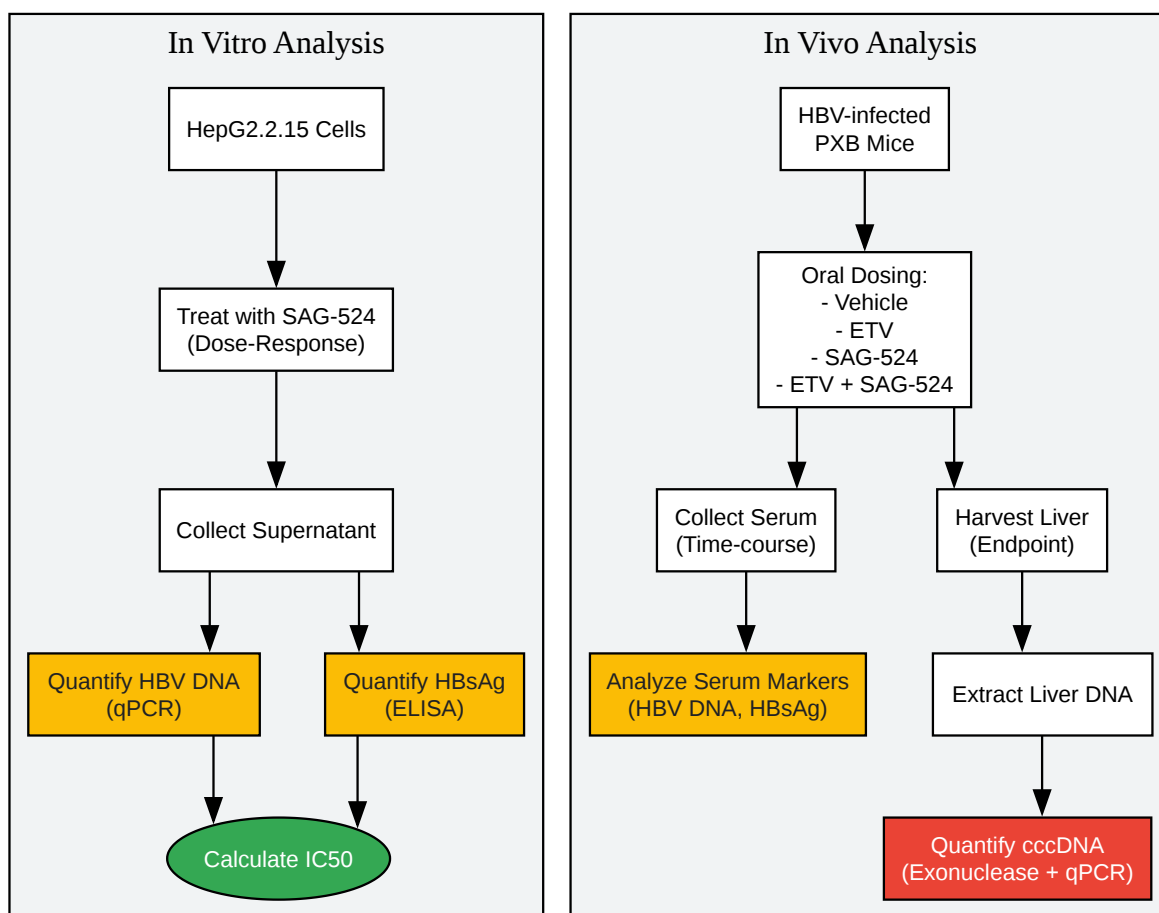 In Vitro Analysis
HepG2.2.15 Cells
Treat with SAG-524
(Dose-Response)
Collect Supernatant
Quantify HBV DNA
(qPCR)
Quantify HBsAg
(ELISA)
Calculate IC50
In Vivo Analysis
HBV-infected
PXB Mice
Oral Dosing:
- Vehicle
- ETV
- SAG-524
- ETV + SAG-524
Collect Serum
(Time-course)
Harvest Liver
(Endpoint)
Analyze Serum Markers
(HBV DNA, HBsAg)
Extract Liver DNA
Quantify cccDNA
(Exonuclease + qPCR)